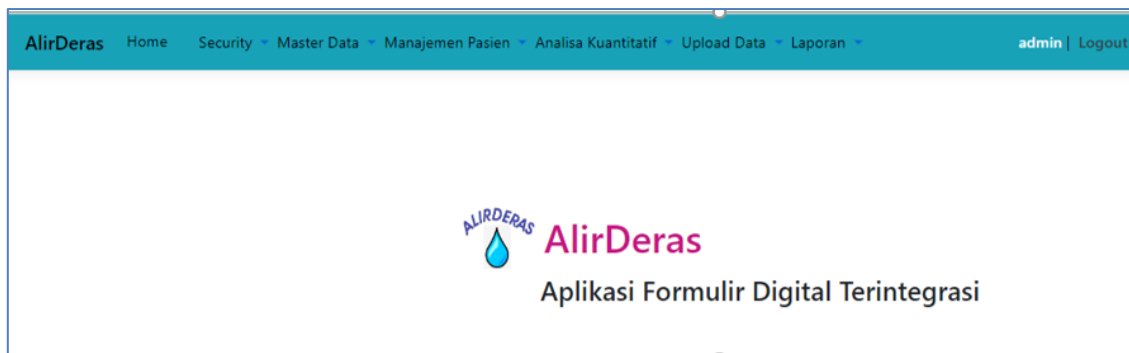 AlirDeras Home Security Master Data Manajemen Pasien Analisa Kuantitatif Upload Data Laporan admin | Logout
ALIRDERAS
AlirDeras
Aplikasi Formulir Digital Terintegrasi